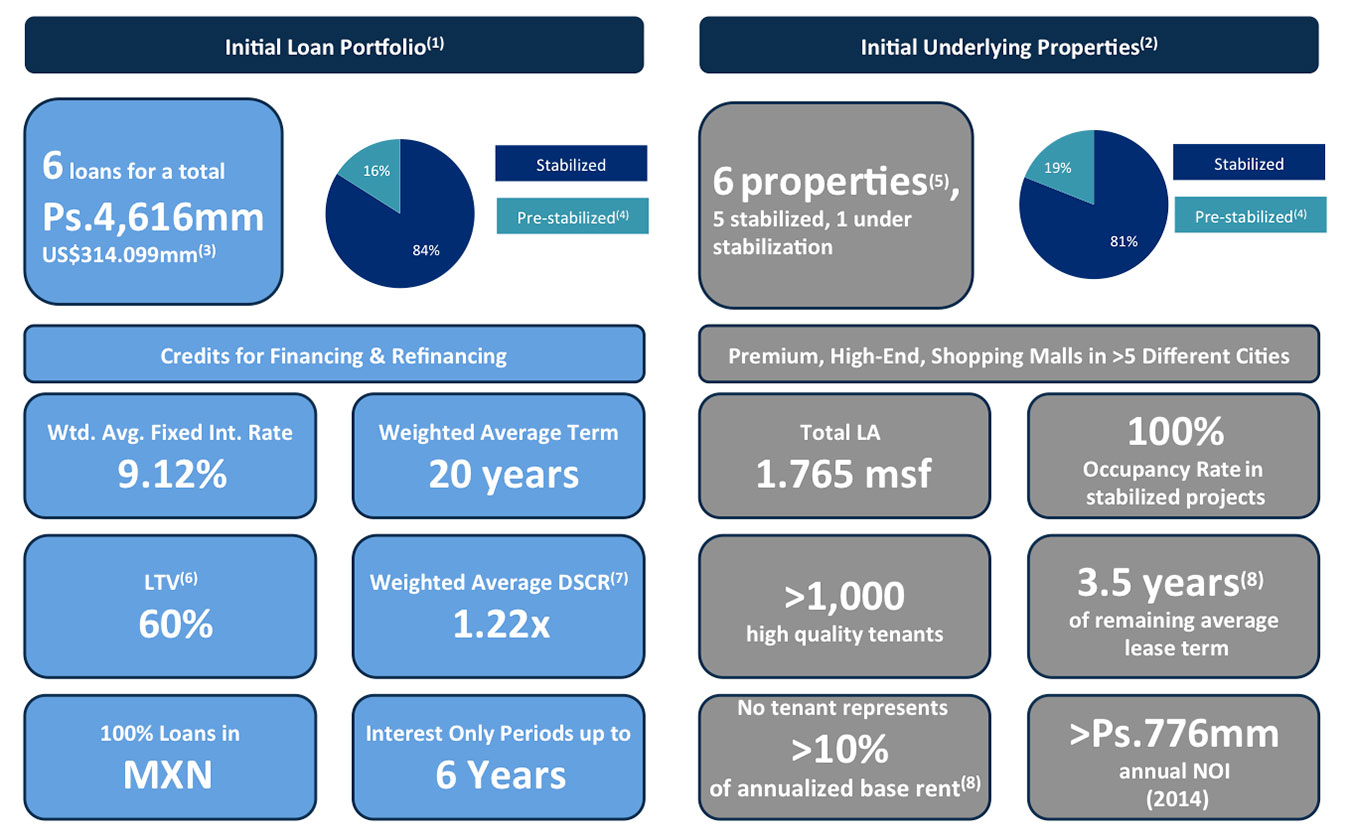 Initial Loan Portfolio(1)
6 loans for a total
Ps.4,616mm
US$314.099mm(3)
16%
84%
Stabilized
Pre-stabilized(4)
Credits for Financing & Refinancing
Wtd. Avg. Fixed Int. Rate
9.12%
Weighted Average Term
20 years
LTV(6)
60%
Weighted Average DSCR(7)
1.22x
100% Loans in
MXN
Interest Only Periods up to
6 Years
Initial Underlying Properties(2)
6 properties(5),
5 stabilized, 1 under
stabilization
19%
81%
Stabilized
Pre-stabilized(4)
Premium, High-End, Shopping Malls in >5 Different Cities
Total LA
1.765 msf
100%
Occupancy Rate in
stabilized projects
>1,000
high quality tenants
3.5 years(8)
of remaining average
lease term
No tenant represents
>10%
of annualized base rent(8)
>Ps.776mm
annual NOI
(2014)